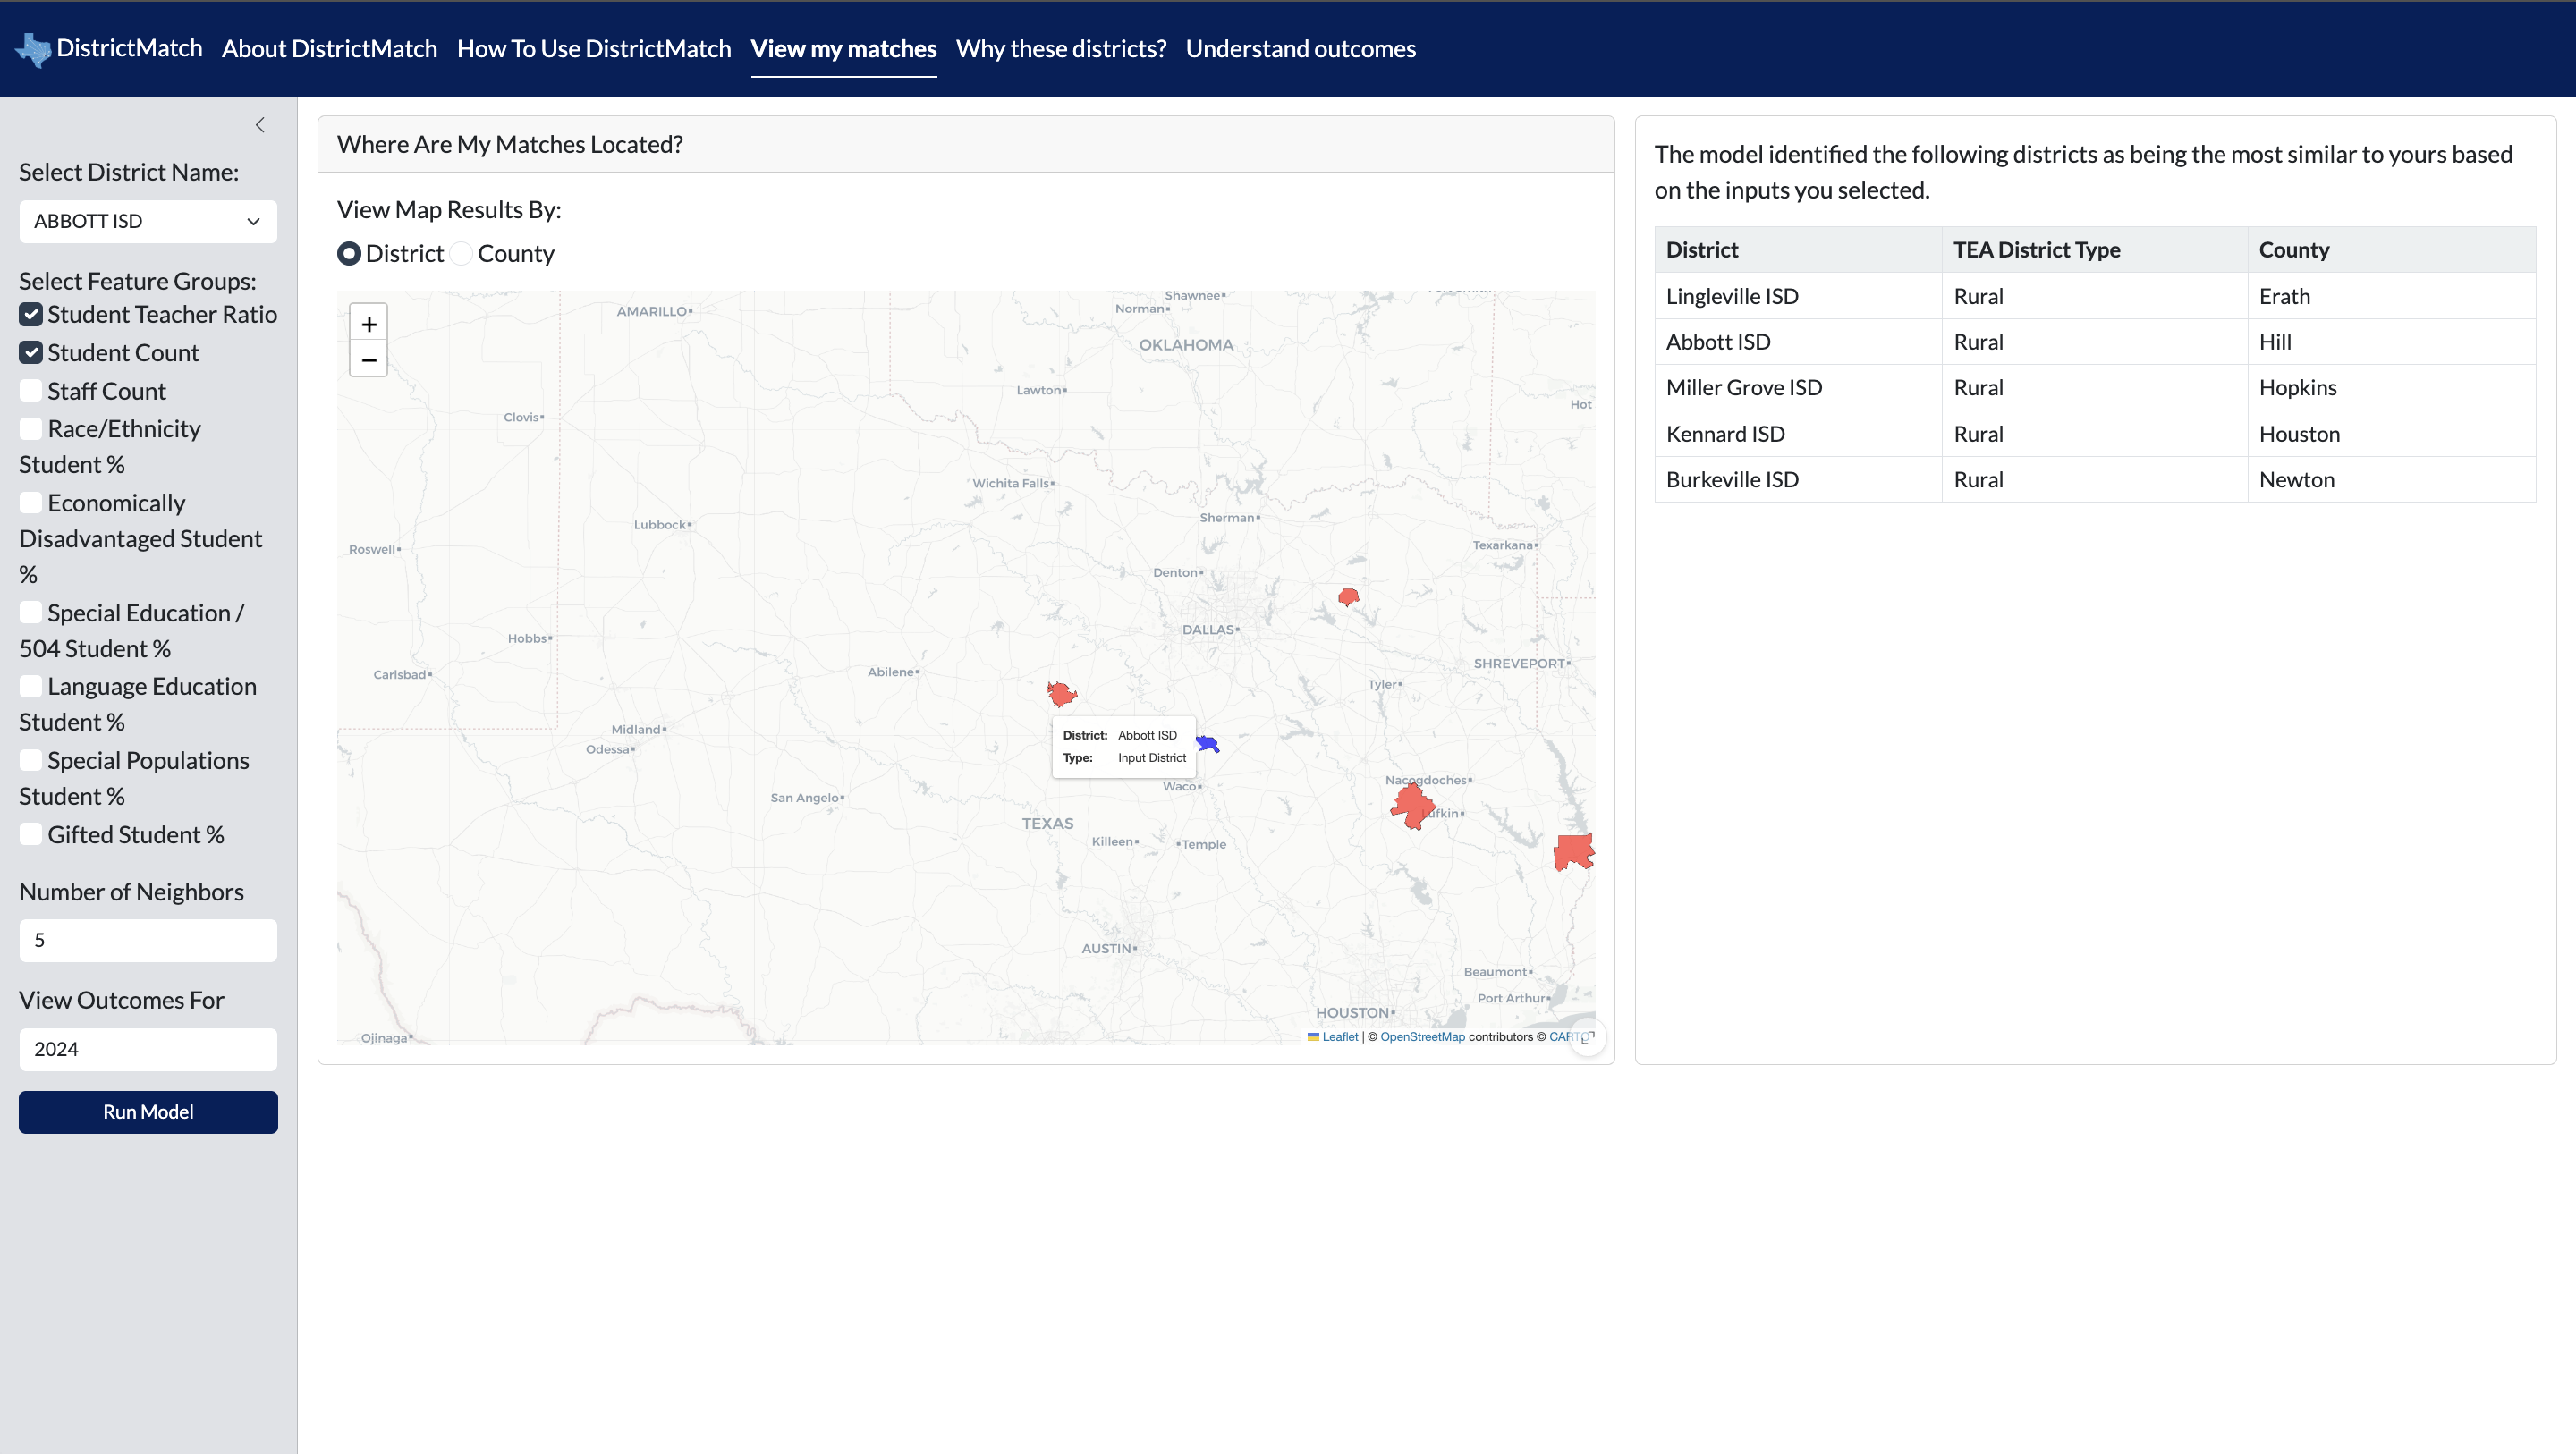 DistrictMatch About DistrictMatch How To Use DistrictMatch View my matches Why these districts? Understand outcomes
Select District Name:
ABBOTT ISD
Select Feature Groups:
Student Teacher Ratio
Student Count
Staff Count
Race/Ethnicity
Student %
Economically
Disadvantaged Student
%
Special Education /
504 Student %
Language Education
Student %
Special Populations
Student %
Gifted Student %
Number of Neighbors
5
View Outcomes For
2024
Run Model
Where Are My Matches Located?
View Map Results By:
District County
+
−
Shawnee
AMARILLO
Norman
OKLAHOMA
Lawton
Hot
Clovis
Wichita Falls
Sherman
Lubbock
Texarkana
Roswell
Denton
DALLAS
Hobbs
SHREVEPORT
Abilene
Carlsbad
Tyler
Midland
District: Abbott ISD
Odessa
Type: Input District
Nacogdoches
Waco
San Angelo
ufkin
TEXAS
Killeen
Temple
AUSTIN
Beaumont
Port Arthur
HOUSTON
Ojinaga
Leaflet | © OpenStreetMap contributors © CARTO
The model identified the following districts as being the most similar to yours based
on the inputs you selected.
District TEA District Type County
Lingleville ISD Rural Erath
Abbott ISD Rural Hill
Miller Grove ISD Rural Hopkins
Kennard ISD Rural Houston
Burkeville ISD Rural Newton